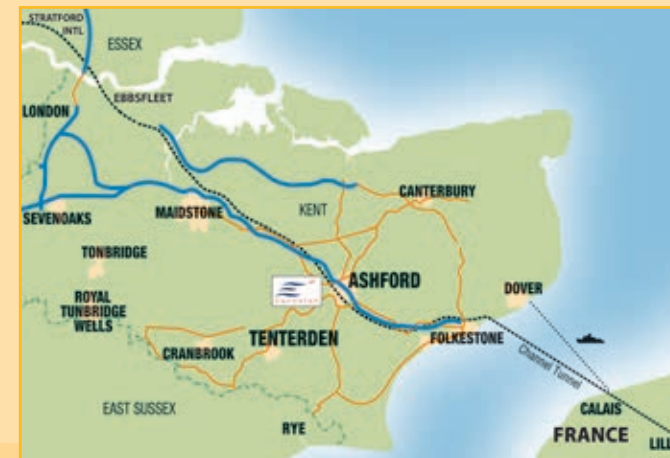 STRATFORD
INTL
ESSEX
EBBSFLEET
LONDON
CANTERBURY
KENT
SEVENOAKS
MAIDSTONE
TONBRIDGE
ASHFORD
DOVER
ROYAL
TUNBRIDGE
WELLS
TENTERDEN
CRANBROOK
FOLKESTONE
Channel Tunnel
EAST SUSSEX
RYE
CALAIS
FRANCE
LILL